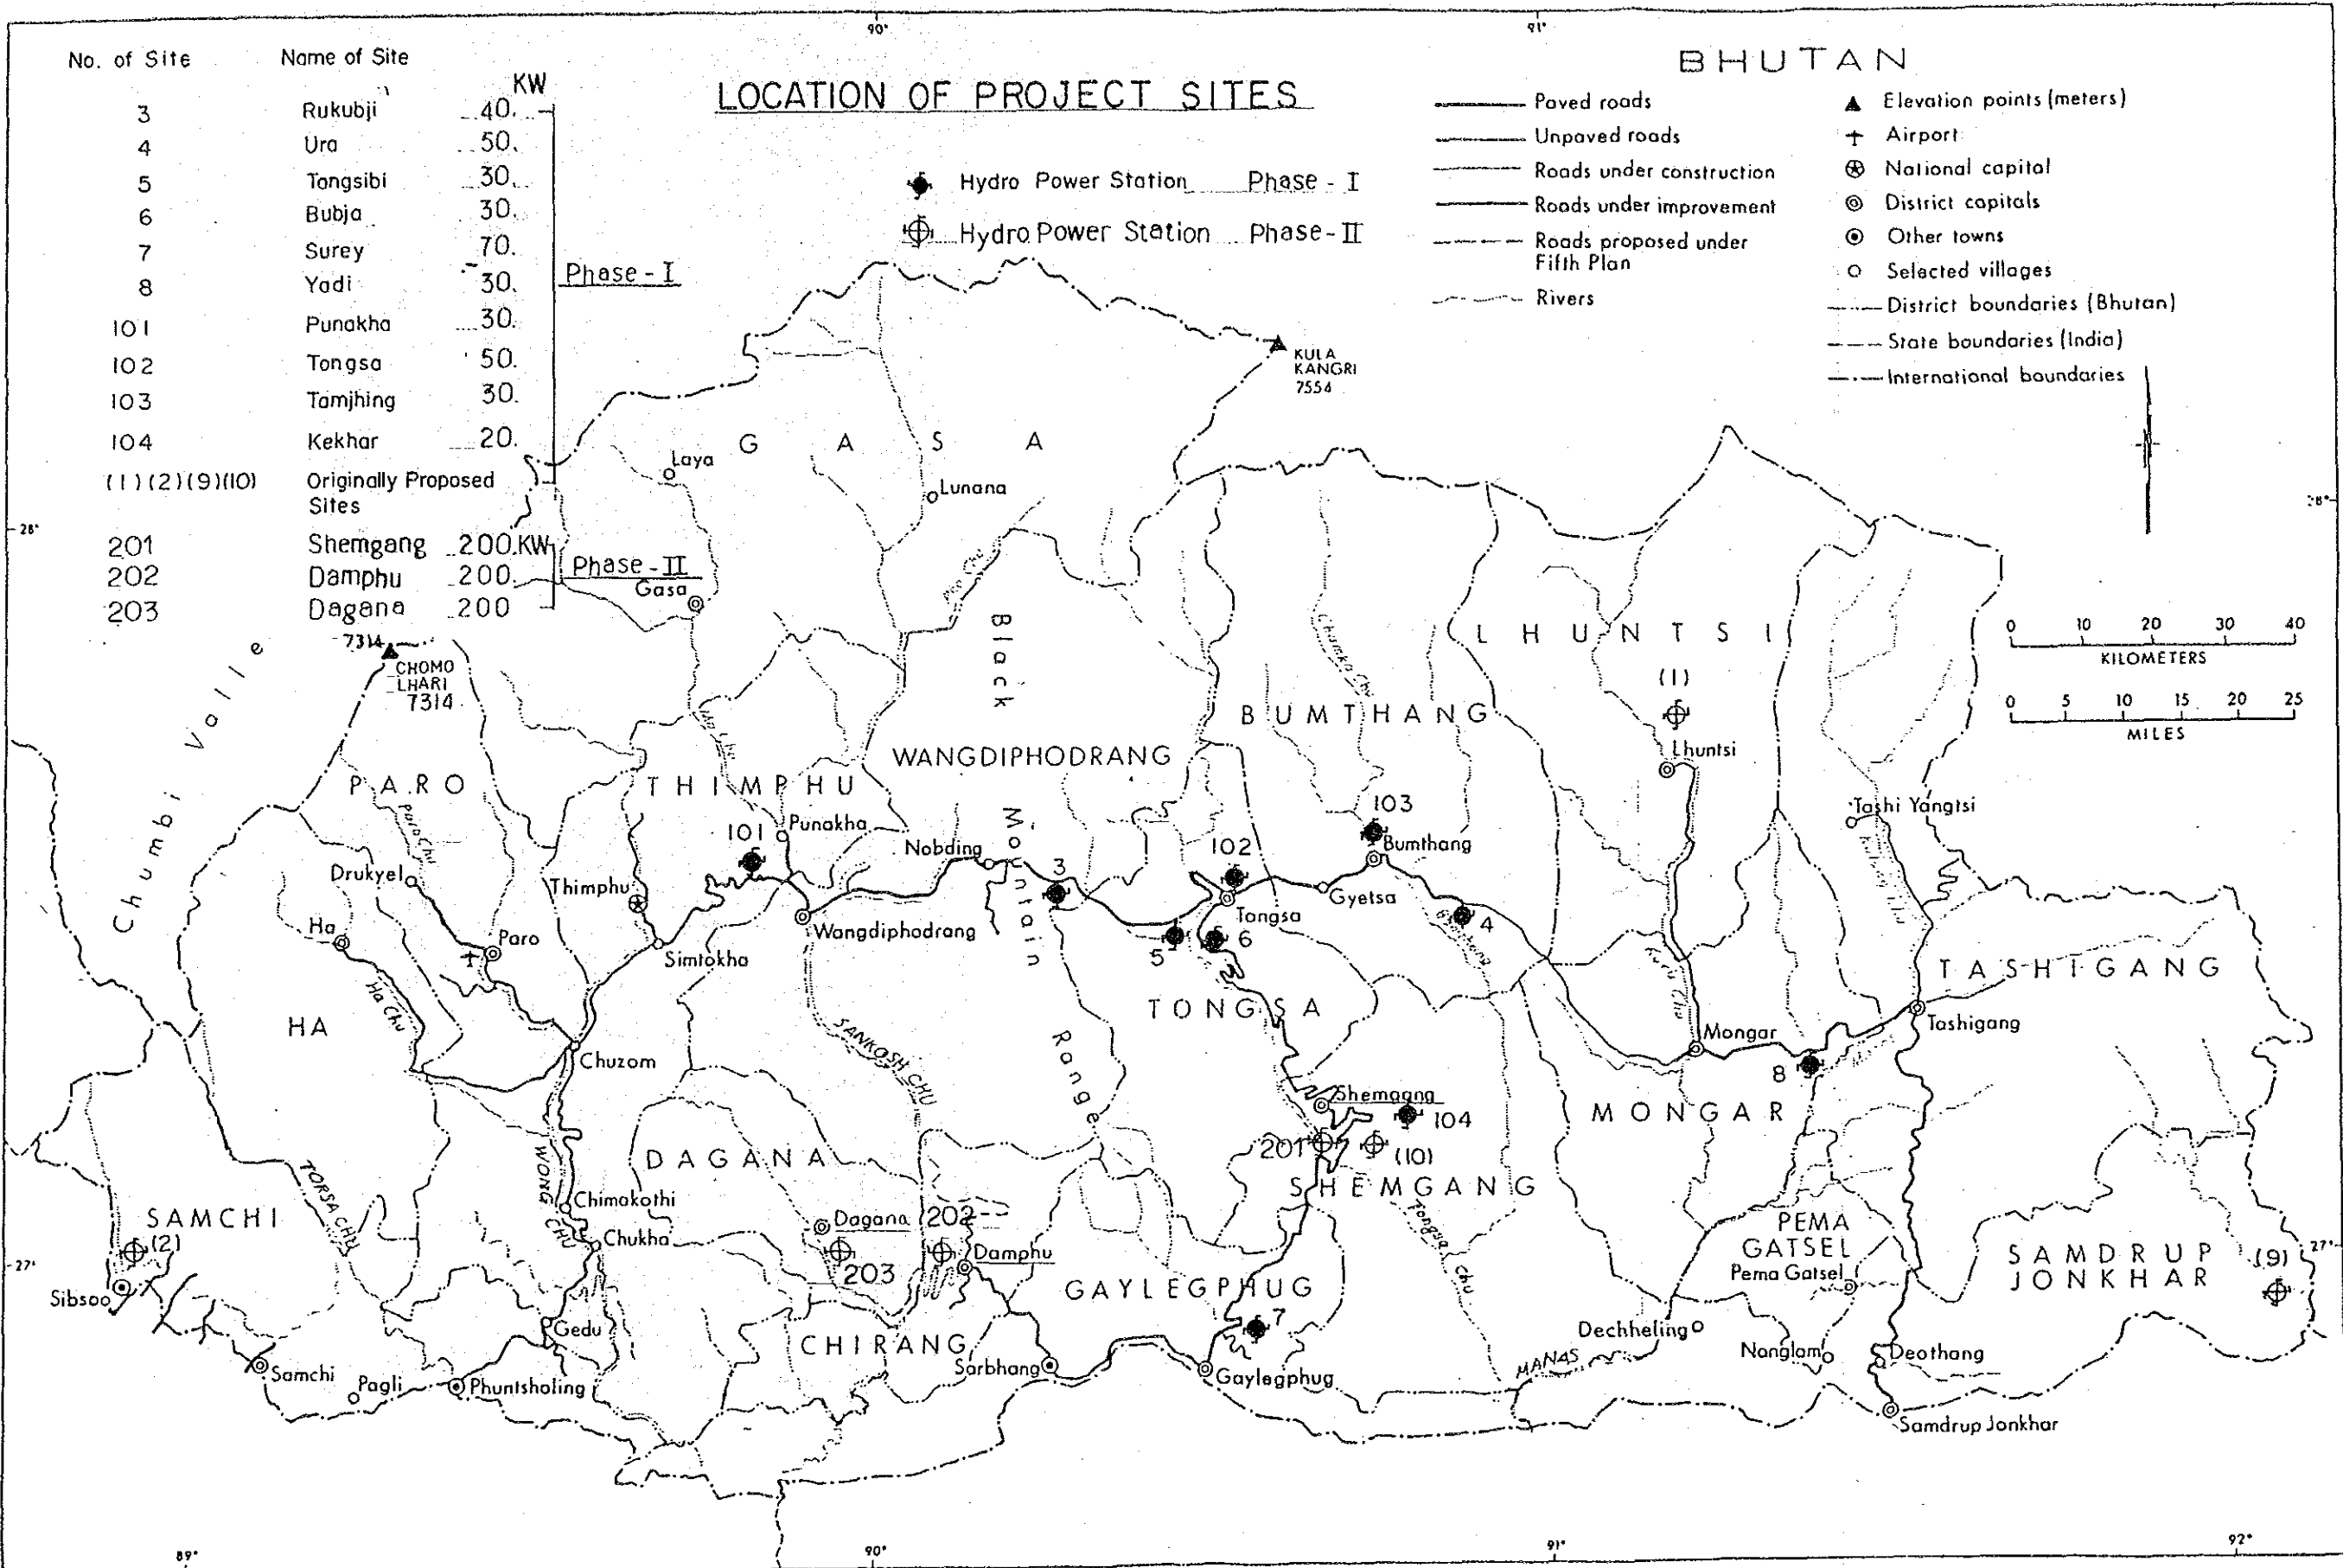 90° 91°
BHUTAN
LOCATION OF PROJECT SITES
No. of Site Name of Site KW
3 Rukubji 40.
4 Ura 50.
5 Tongsibi 30.
6 Bubja 30.
7 Surey 70.
8 Yadi 30.
101 Punakha 30.
102 Tongsa 50.
103 Tamjhing 30.
104 Kekhar 20.
(1)(2)(9)(10) Originally Proposed
Sites
Phase - I
201 Shemgang 200.KW
202 Damphu 200.
203 Dagana 200
Phase - II
Hydro Power Station Phase - I
Hydro Power Station Phase - II
Paved roads
Unpaved roads
Roads under construction
Roads under improvement
Roads proposed under
Fifth Plan
Rivers
Elevation points (meters)
Airport
National capital
District capitals
Other towns
Selected villages
District boundaries (Bhutan)
State boundaries (India)
International boundaries
0 10 20 30 40
KILOMETERS
0 5 10 15 20 25
MILES
KULA
KANGRI
7554
GASA
Laya
Lunana
28° 28°
Gasa
7314
CHOMO
LHARI
7314
Chumbi Valle
Black
Mountain
Range
LHUNTSI
(1)
Lhuntsi
BUMTHANG
WANGDIPHODRANG
PARO
THIMPHU
Paro Chu
101
Punakha
Nobding
3
102
103
Bumthang
Tashi Yangtsi
Drukyel
Thimphu
Ha
Paro
Simtokha
Wangdiphodrang
Tongsa
Gyetsa
4
5
6
TASHIGANG
Tashigang
HA
Ha Chu
SANKOSH CHU
TONGSA
Kuru Chu
Mongar
Chuzom
8
MONGAR
Shemgang
104
201
(10)
SHEMGANG
DAGANA
WONG CHU
TORSA CHU
Chimakothi
Chukha
SAMCHI
(2)
Sibsoo
Dagana
202
203
Damphu
Tongsa Chu
PEMA
GATSEL
Pema Gatsel
SAMDRUP
JONKHAR
(9)
27° 27°
GAYLEGPHUG
7
Gedu
CHIRANG
Sarbhang
Gaylegphug
MANAS
Dechheling
Nanglam
Deothang
Samchi
Pagli
Phuntsholing
Samdrup Jonkhar
89° 90° 91° 92°